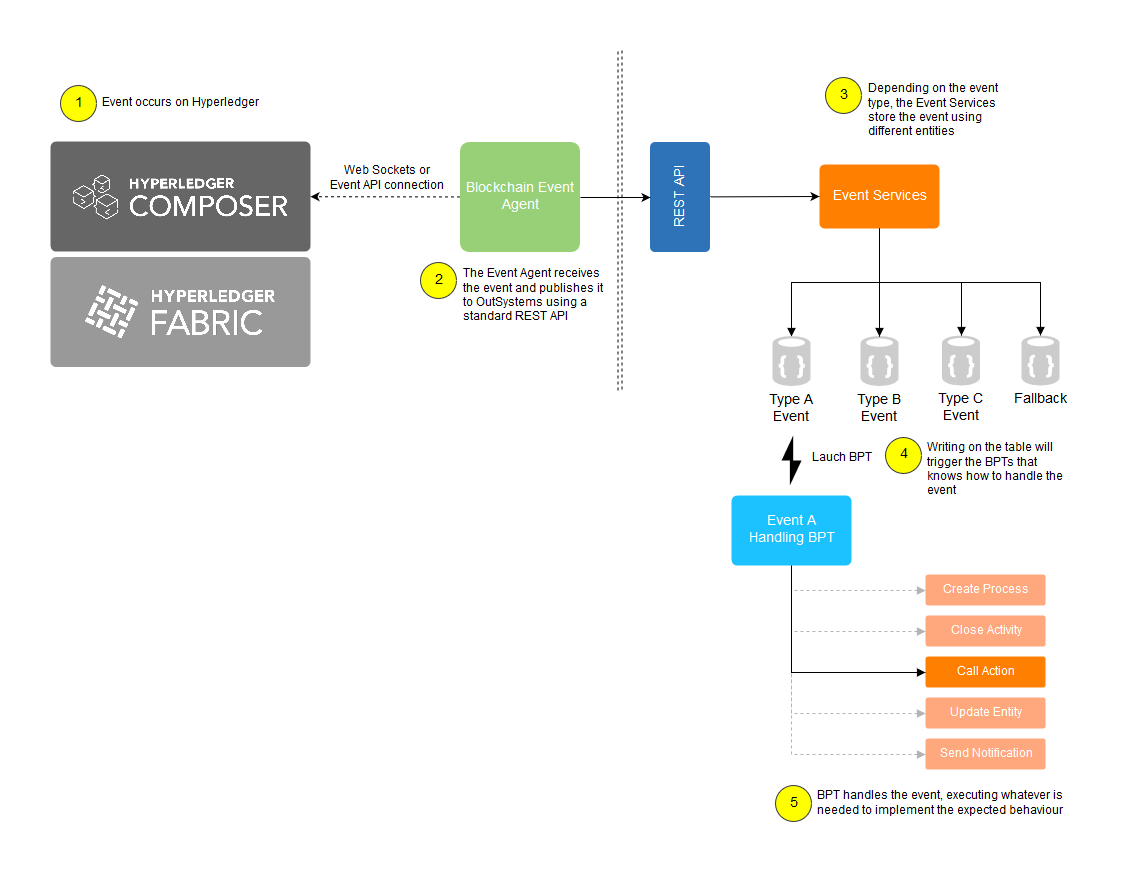 1
Event occurs on Hyperledger
HYPERLEDGER
COMPOSER
HYPERLEDGER
FABRIC
Web Sockets or
Event API connection
Blockchain Event
Agent
2
The Event Agent receives
the event and publishes it
to OutSystems using a
standard REST API
REST API
3
Depending on the event
type, the Event Services
store the event using
different entities
Event Services
Type A
Event
Type B
Event
Type C
Event
Fallback
Lauch BPT
4
Writing on the table will
trigger the BPTs that
knows how to handle the
event
Event A
Handling BPT
Create Process
Close Activity
Call Action
Update Entity
Send Notification
5
BPT handles the event, executing whatever is
needed to implement the expected behaviour